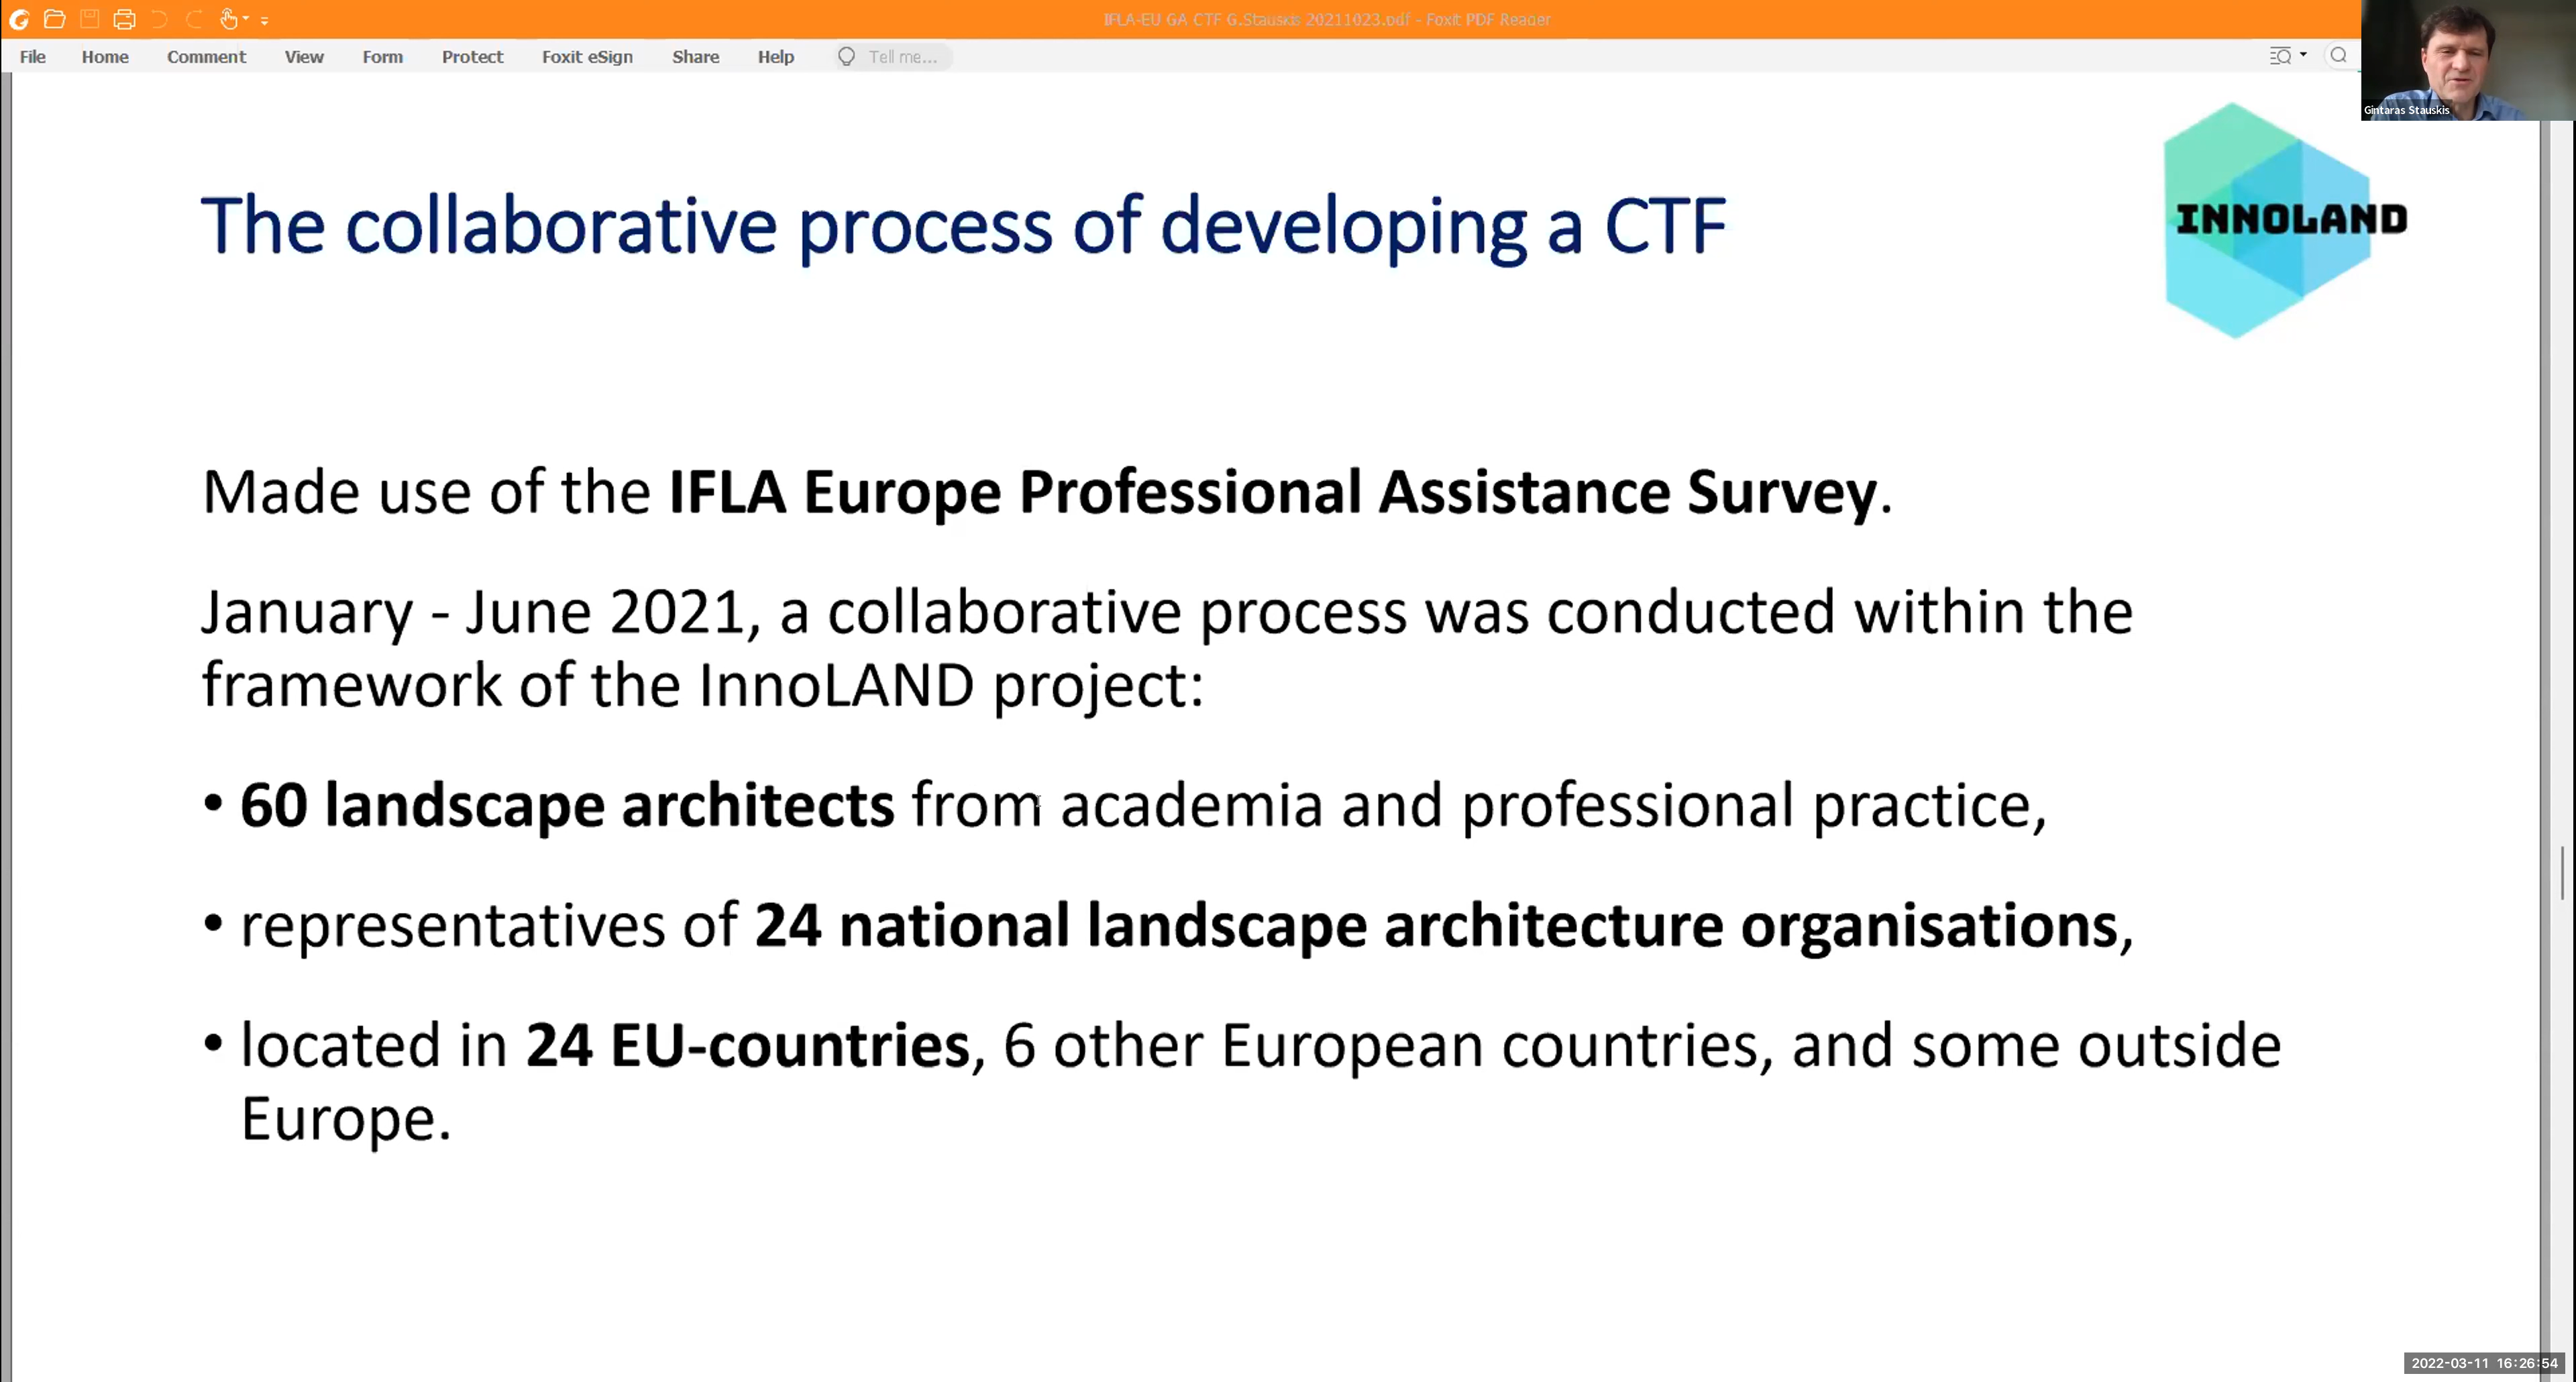 IFLA-EU GA CTF G.Stauskis 20211023.pdf - Foxit PDF Reader
File Home Comment View Form Protect Foxit eSign Share Help Tell me...
Gintaras Stauskis
The collaborative process of developing a CTF
INNOLAND
Made use of the IFLA Europe Professional Assistance Survey.
January - June 2021, a collaborative process was conducted within the
framework of the InnoLAND project:
• 60 landscape architects from academia and professional practice,
• representatives of 24 national landscape architecture organisations,
• located in 24 EU-countries, 6 other European countries, and some outside
Europe.
2022-03-11 16:26:54